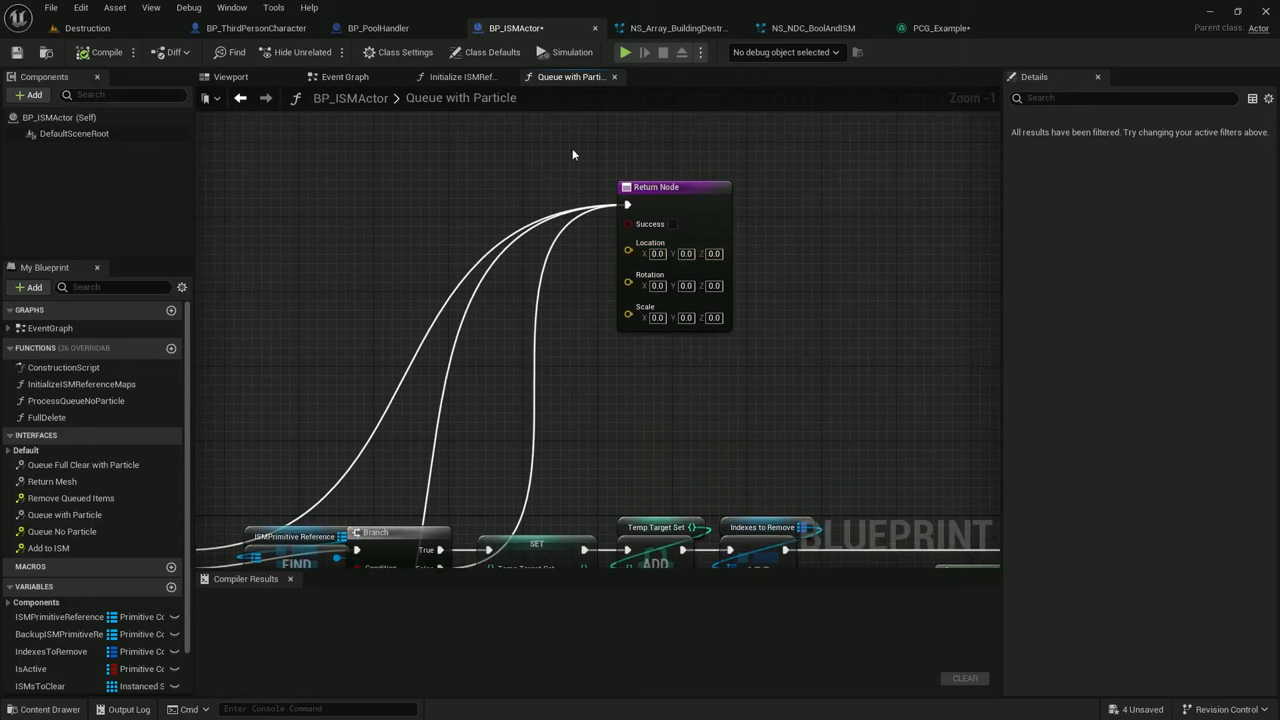 File Edit Asset View Debug Window Tools Help
Destruction
BP_ThirdPersonCharacter
BP_PoolHandler
BP_ISMActor*
NS_Array_BuildingDestr...
NS_NDC_BoolAndISM
PCG_Example*
Parent class: Actor
Compile
Diff
Find
Hide Unrelated
Class Settings
Class Defaults
Simulation
No debug object selected
Components
Viewport
Event Graph
Initialize ISMRef...
Queue with Parti...
Details
Add
Search
BP_ISMActor > Queue with Particle
Zoom -1
Search
BP_ISMActor (Self)
DefaultSceneRoot
All results have been filtered. Try changing your active filters above.
Return Node
Success
Location
X 0.0 Y 0.0 Z 0.0
Rotation
X 0.0 Y 0.0 Z 0.0
Scale
X 0.0 Y 0.0 Z 0.0
My Blueprint
Add
Search
GRAPHS
EventGraph
FUNCTIONS (26 OVERRIDAB
ConstructionScript
InitializeISMReferenceMaps
ProcessQueueNoParticle
FullDelete
INTERFACES
Default
Queue Full Clear with Particle
Return Mesh
Remove Queued Items
Queue with Particle
Queue No Particle
Add to ISM
MACROS
VARIABLES
Components
ISMPrimitiveReference Primitive Cc
BackupISMPrimitiveRe Primitive Cc
IndexesToRemove Primitive Cc
IsActive Primitive Cc
ISMsToClear Instanced S
ISMPrimitive Reference
FIND
Branch
True
Condition
SET
Temp Target Set
ADD
Indexes to Remove
BLUEPRINT
Compiler Results
CLEAR
Content Drawer
Output Log
Cmd
Enter Console Command
4 Unsaved
Revision Control